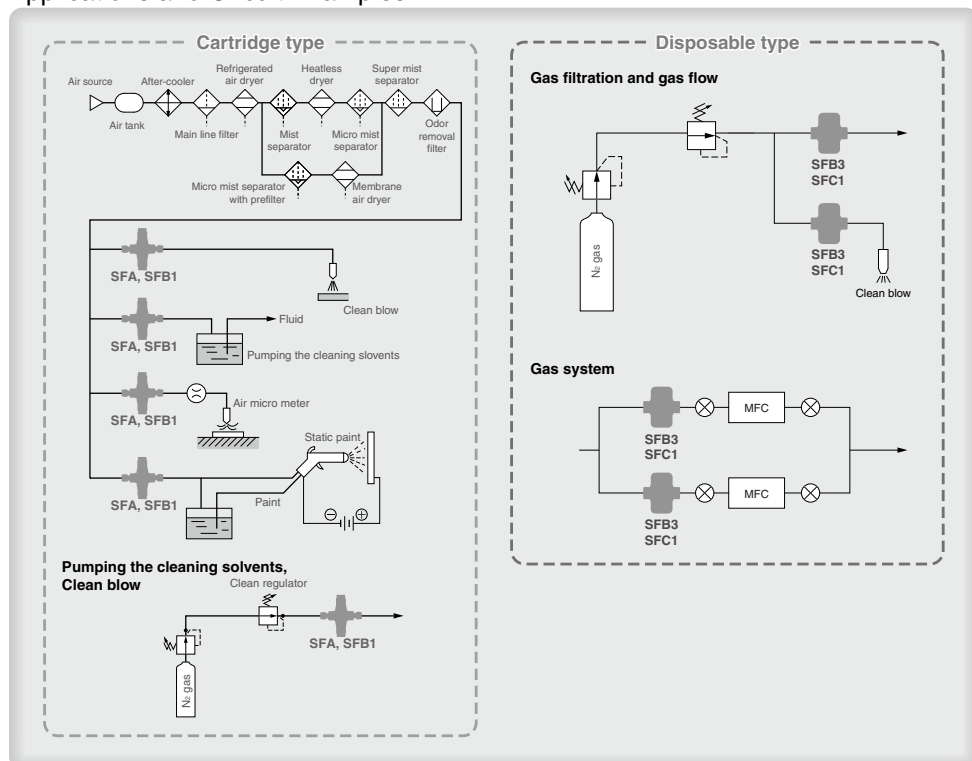 Applications and Circuit Examples
Cartridge type
Air source
After-cooler
Refrigerated
air dryer
Heatless
dryer
Super mist
separator
Air tank
Main line filter
Mist
separator
Micro mist
separator
Odor
removal
filter
Micro mist separator
with prefilter
Membrane
air dryer
SFA, SFB1
Clean blow
SFA, SFB1
Fluid
Pumping the cleaning slovents
SFA, SFB1
Air micro meter
SFA, SFB1
Static paint
Paint
Pumping the cleaning solvents,
Clean blow
Clean regulator
SFA, SFB1
N2 gas
Disposable type
Gas filtration and gas flow
SFB3
SFC1
N2 gas
SFB3
SFC1
Clean blow
Gas system
MFC
SFB3
SFC1
MFC
SFB3
SFC1